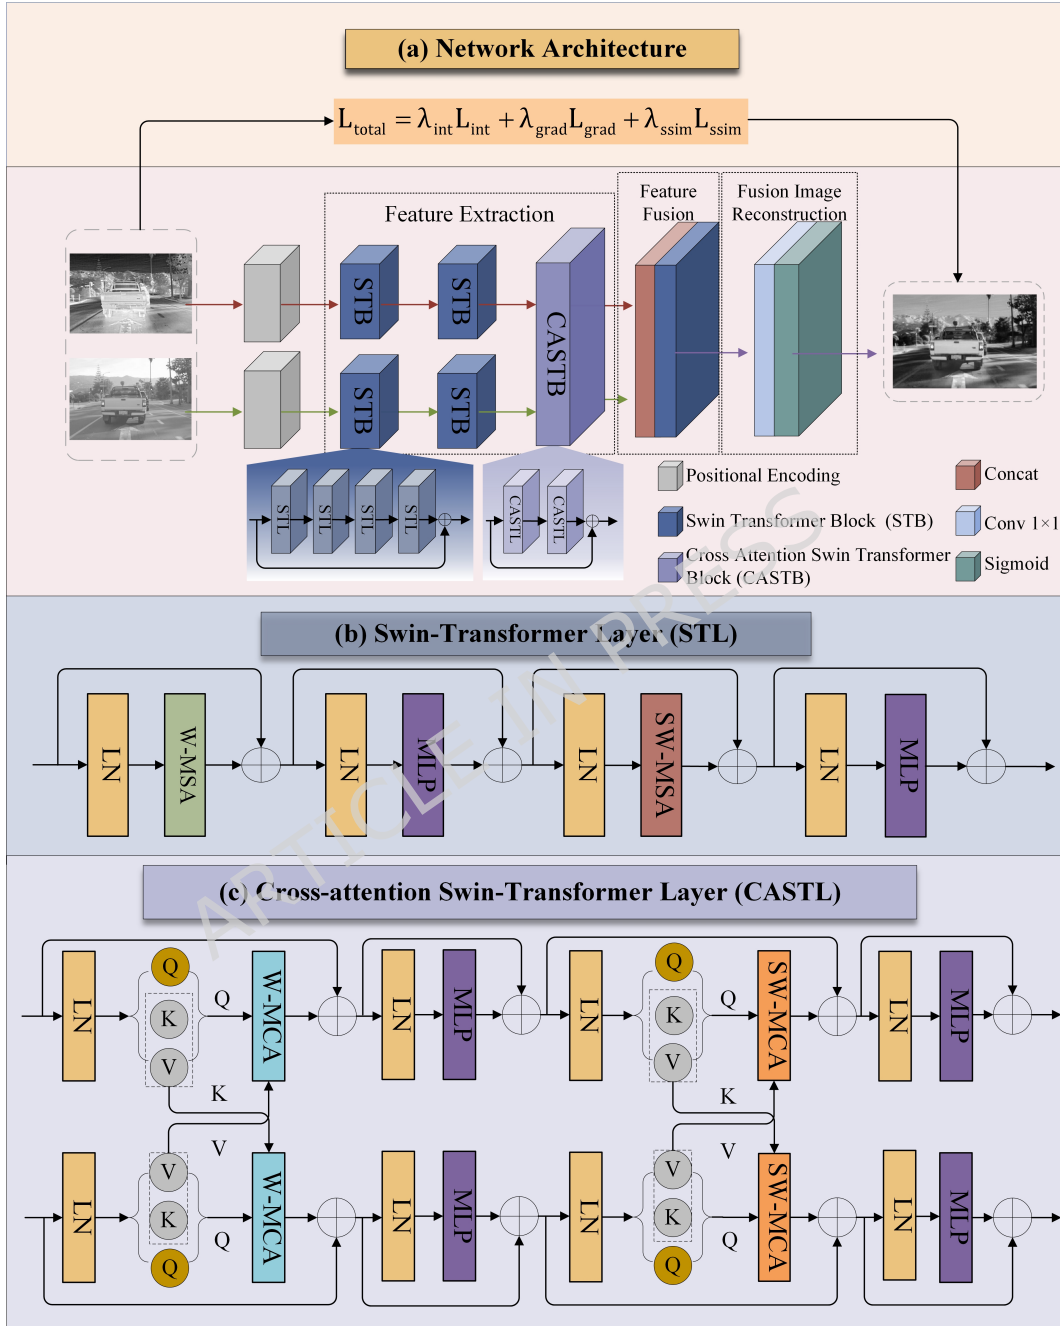 (a) Network Architecture
L_total = λ_int L_int + λ_grad L_grad + λ_ssim L_ssim
Feature Extraction
Feature
Fusion
Fusion Image
Reconstruction
STB
STB
CASTB
STB
STB
STL
STL
STL
STL
CASTL
CASTL
Positional Encoding
Concat
Swin Transformer Block (STB)
Conv 1×1
Cross Attention Swin Transformer
Block (CASTB)
Sigmoid
ARTICLE IN PRESS
(b) Swin-Transformer Layer (STL)
LN
W-MSA
LN
MLP
LN
SW-MSA
LN
MLP
(c) Cross-attention Swin-Transformer Layer (CASTL)
LN
Q
K
V
Q
W-MCA
LN
MLP
LN
Q
K
V
Q
SW-MCA
LN
MLP
K
V
K
V
LN
V
K
Q
Q
W-MCA
LN
MLP
LN
V
K
Q
Q
SW-MCA
LN
MLP